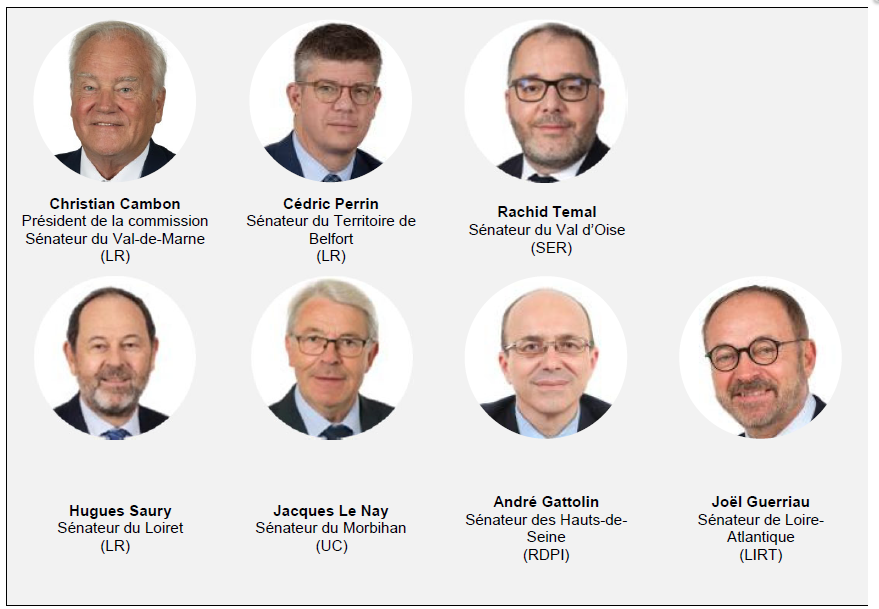 Christian Cambon
Président de la commission
Sénateur du Val-de-Marne
(LR)
Cédric Perrin
Sénateur du Territoire de
Belfort
(LR)
Rachid Temal
Sénateur du Val d’Oise
(SER)
Hugues Saury
Sénateur du Loiret
(LR)
Jacques Le Nay
Sénateur du Morbihan
(UC)
André Gattolin
Sénateur des Hauts-de-
Seine
(RDPI)
Joël Guerriau
Sénateur de Loire-
Atlantique
(LIRT)